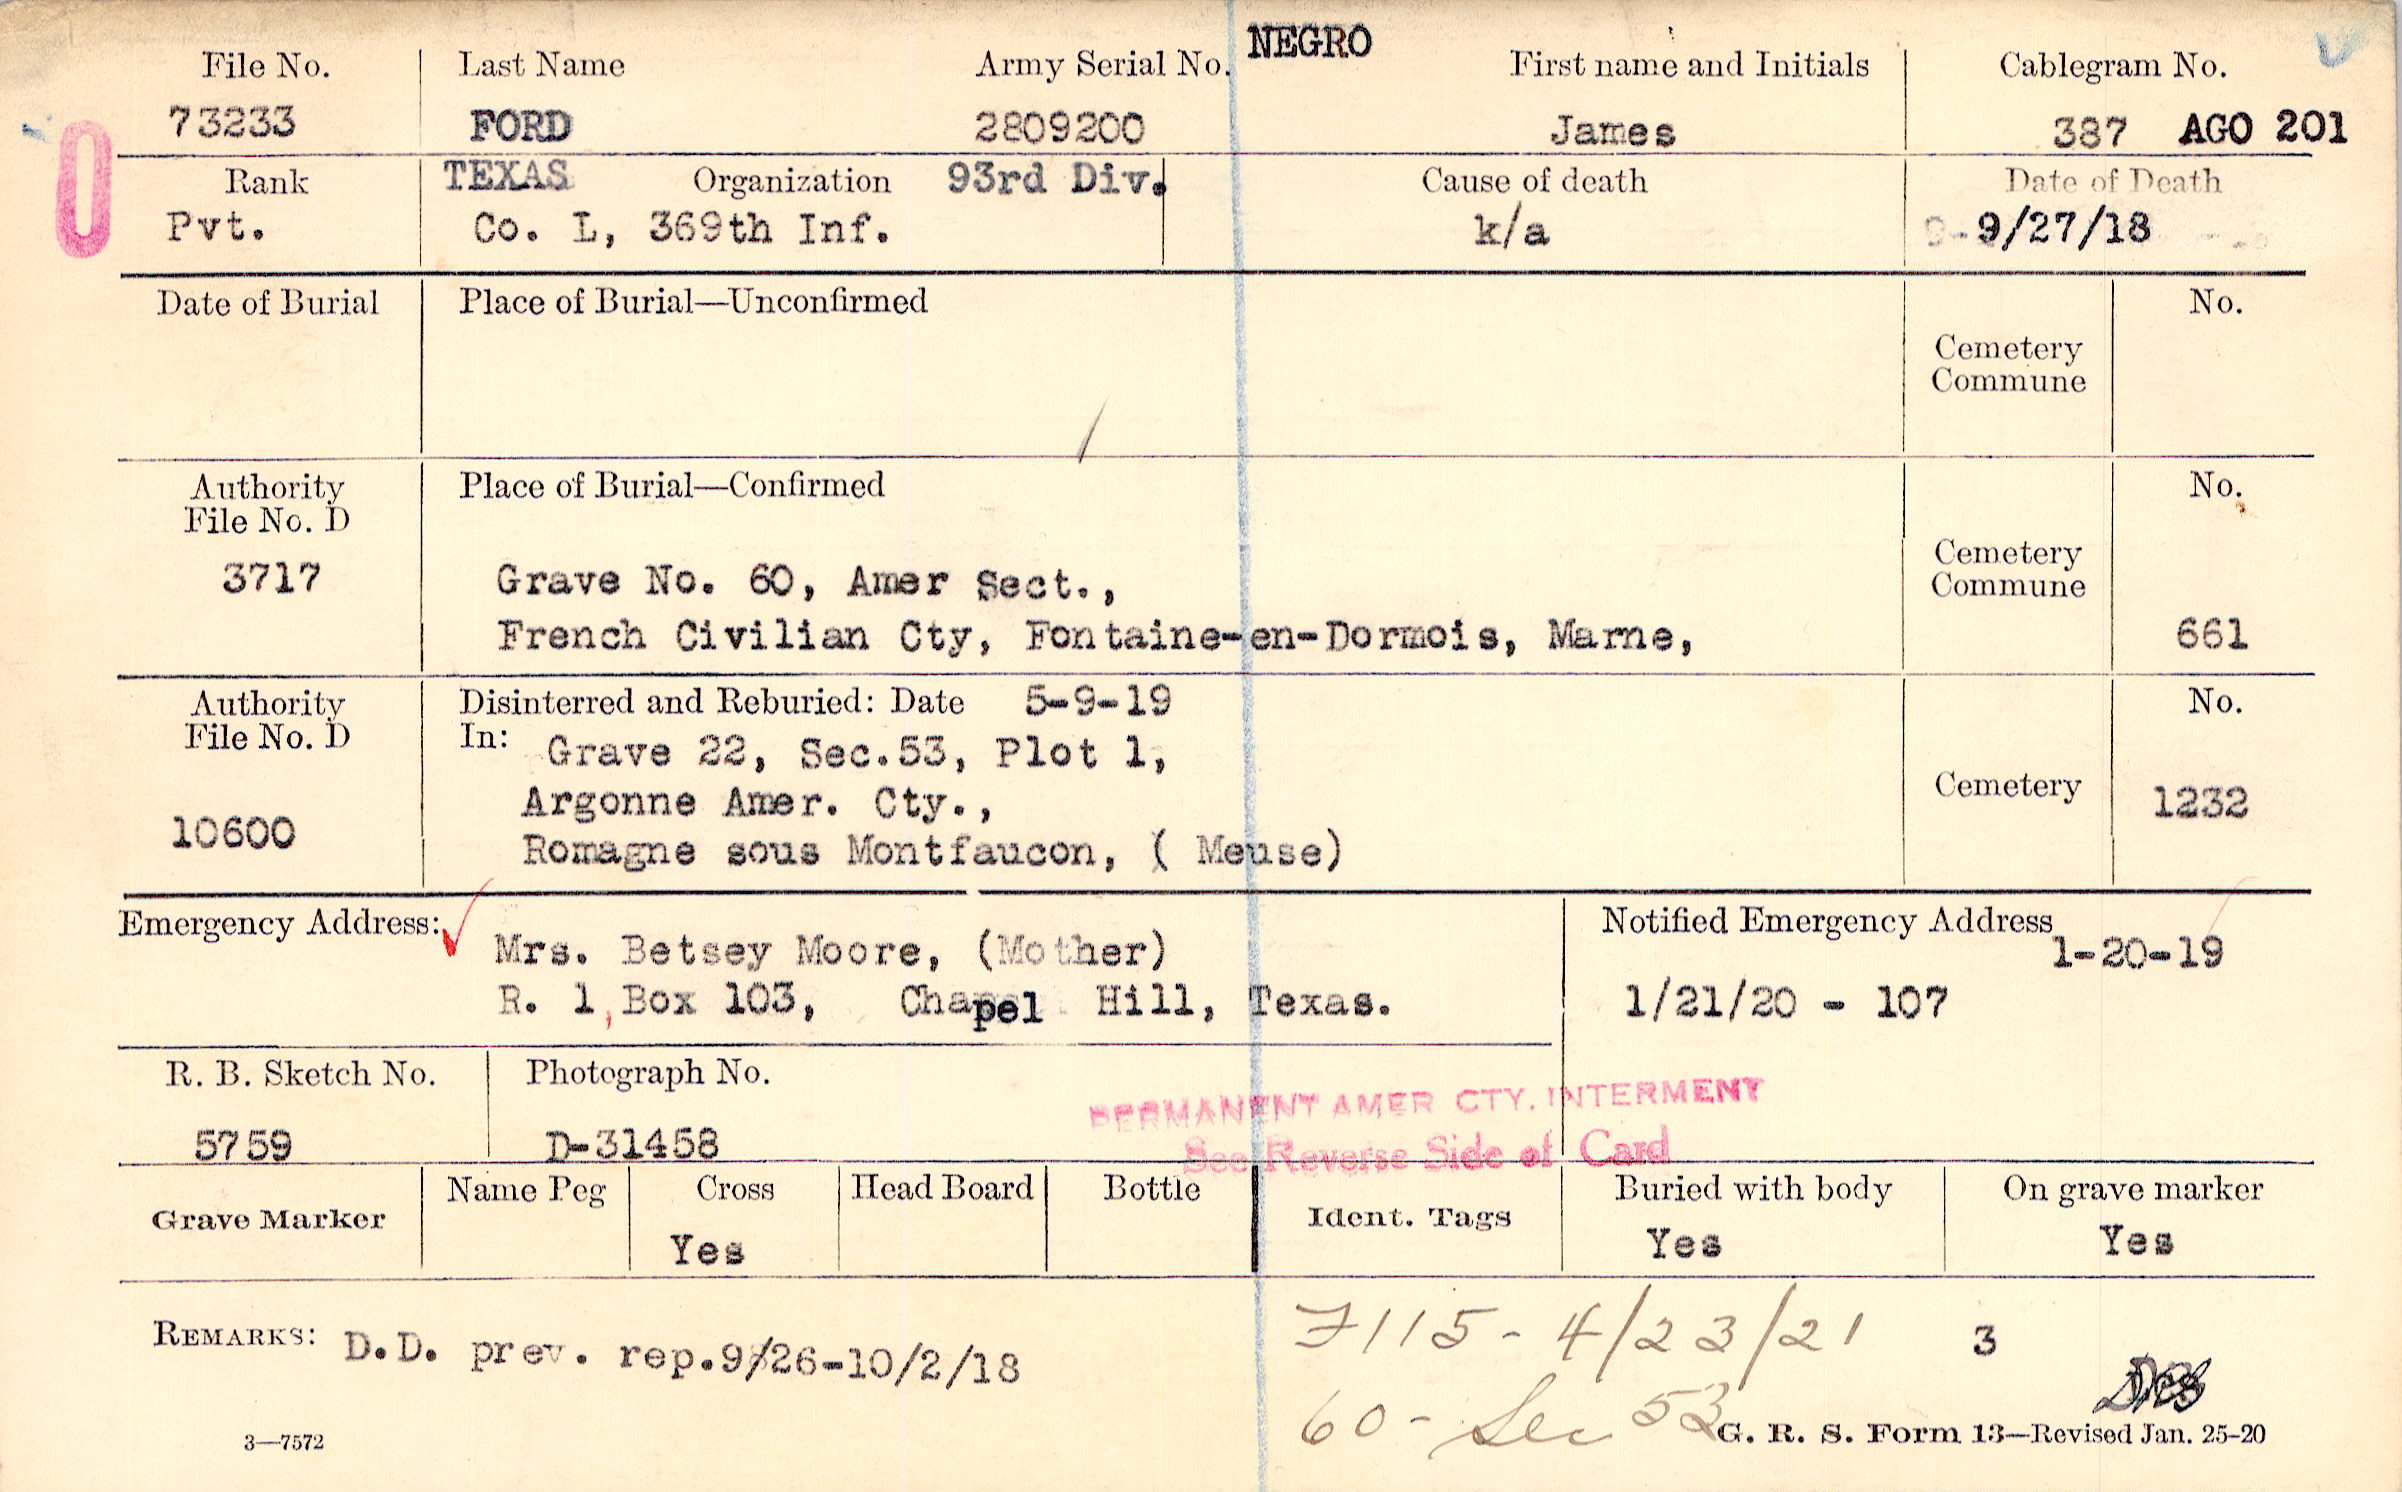 NEGRO
File No. Last Name Army Serial No. First name and Initials Cablegram No.
73233 FORD 2809200 James 387 AGO 201
O
Rank TEXAS Organization 93rd Div. Cause of death Date of Death
Pvt. Co. L, 369th Inf. k/a 9/27/18
Date of Burial Place of Burial—Unconfirmed No.
Cemetery
Commune
Authority Place of Burial—Confirmed No.
File No. D
Cemetery
3717 Grave No. 60, Amer Sect., Commune
French Civilian Cty, Fontaine-en-Dormois, Marne, 661
Authority Disinterred and Reburied: Date 5-9-19 No.
File No. D In: Grave 22, Sec.53, Plot 1,
Argonne Amer. Cty., Cemetery 1232
10600 Romagne sous Montfaucon, ( Meuse)
Emergency Address: Notified Emergency Address
Mrs. Betsey Moore, (Mother) 1-20-19
R. 1, Box 103, Chapel Hill, Texas. 1/21/20 - 107
R. B. Sketch No. Photograph No.
PERMANENT AMER CTY. INTERMENT
5759 D-31458 See Reverse Side of Card
Grave Marker Name Peg Cross Head Board Bottle Ident. Tags Buried with body On grave marker
Yes Yes Yes
REMARKS: D.D. prev. rep.9/26-10/2/18
F115 - 4/23/21 3
60 - Sec 53
3—7572 G. R. S. Form 13—Revised Jan. 25-20